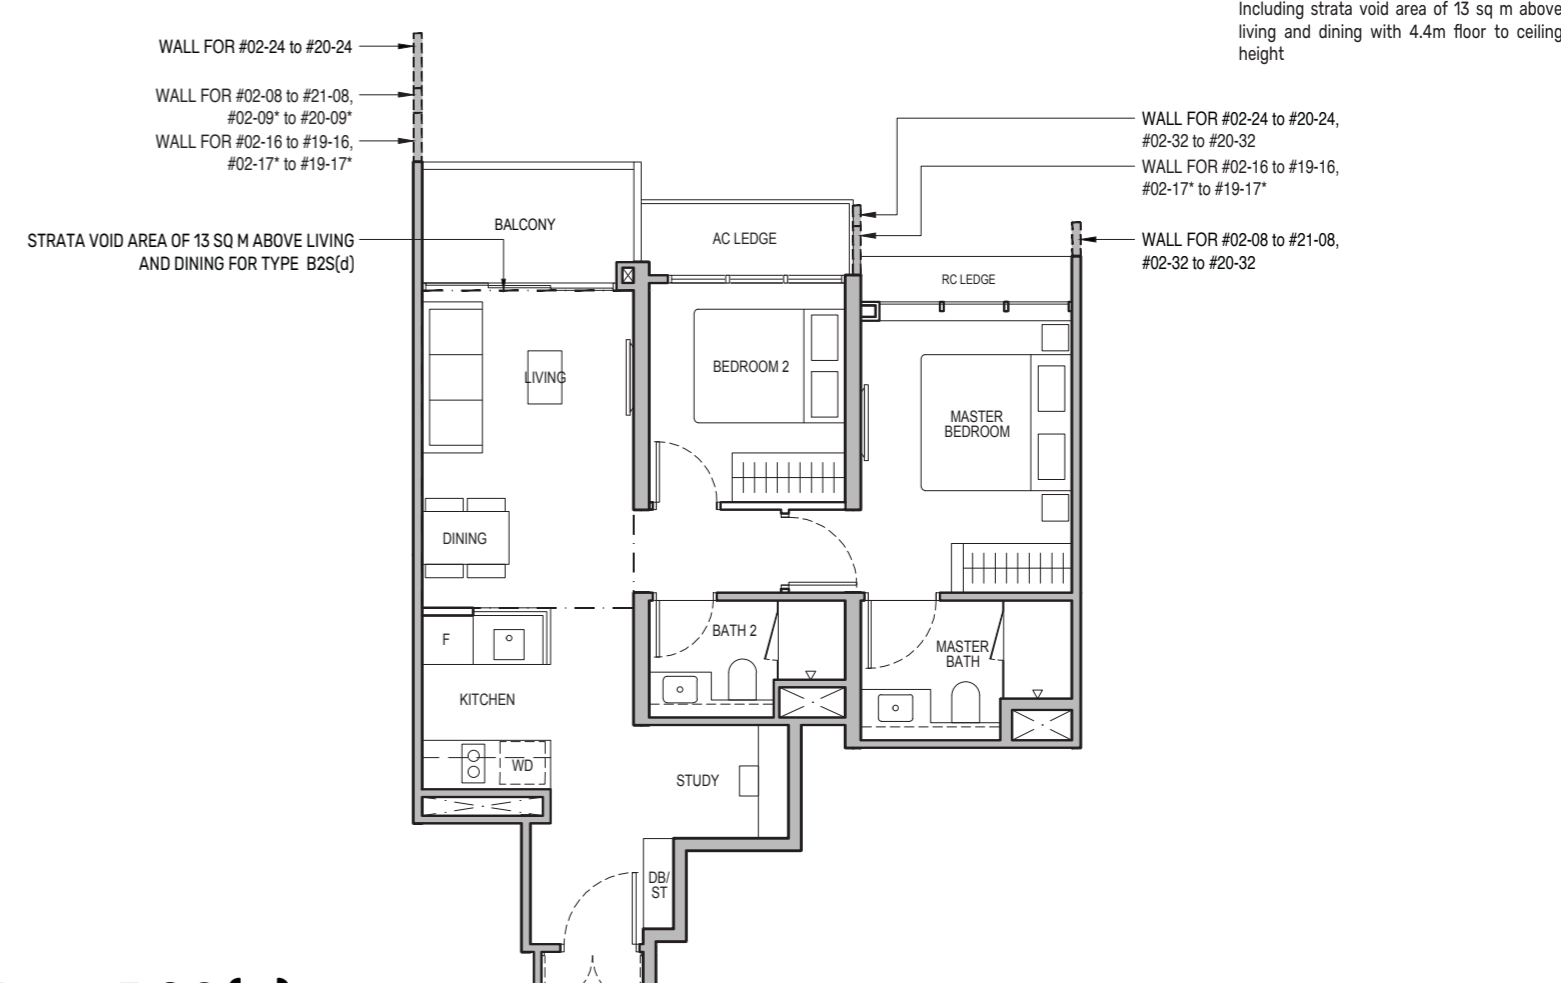 Including strata void area of 13 sq m above
living and dining with 4.4m floor to ceiling
height
WALL FOR #02-24 to #20-24
WALL FOR #02-08 to #21-08,
#02-09* to #20-09*
WALL FOR #02-16 to #19-16,
#02-17* to #19-17*
STRATA VOID AREA OF 13 SQ M ABOVE LIVING
AND DINING FOR TYPE B2S(d)
WALL FOR #02-24 to #20-24,
#02-32 to #20-32
WALL FOR #02-16 to #19-16,
#02-17* to #19-17*
WALL FOR #02-08 to #21-08,
#02-32 to #20-32
BALCONY
AC LEDGE
RC LEDGE
LIVING
BEDROOM 2
MASTER
BEDROOM
DINING
F
BATH 2
MASTER
BATH
KITCHEN
WD
STUDY
DB/
ST